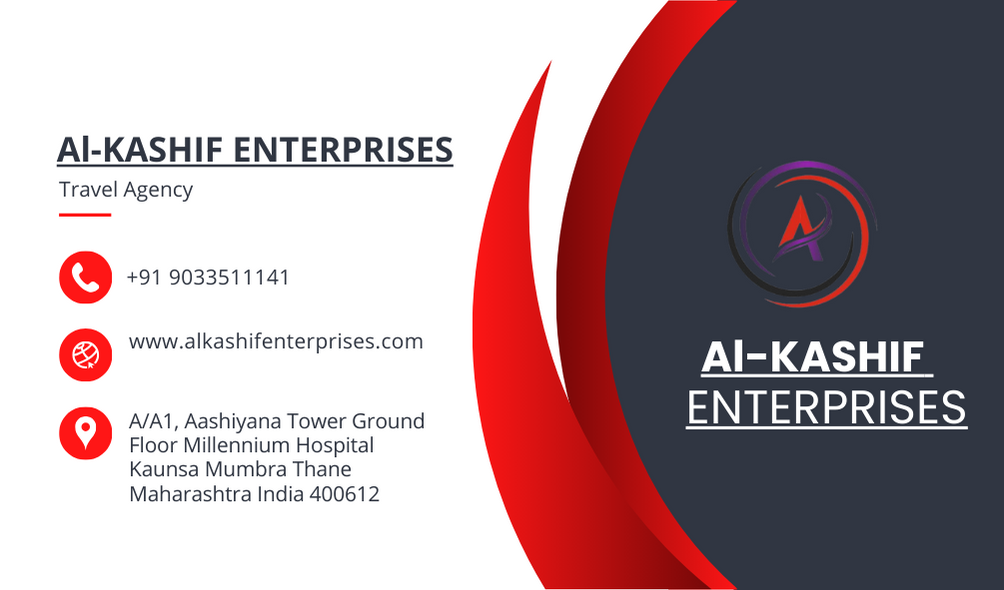 Al-KASHIF ENTERPRISES
Travel Agency
+91 9033511141
www.alkashifenterprises.com
A/A1, Aashiyana Tower Ground
Floor Millennium Hospital
Kaunsa Mumbra Thane
Maharashtra India 400612
Al-KASHIF
ENTERPRISES